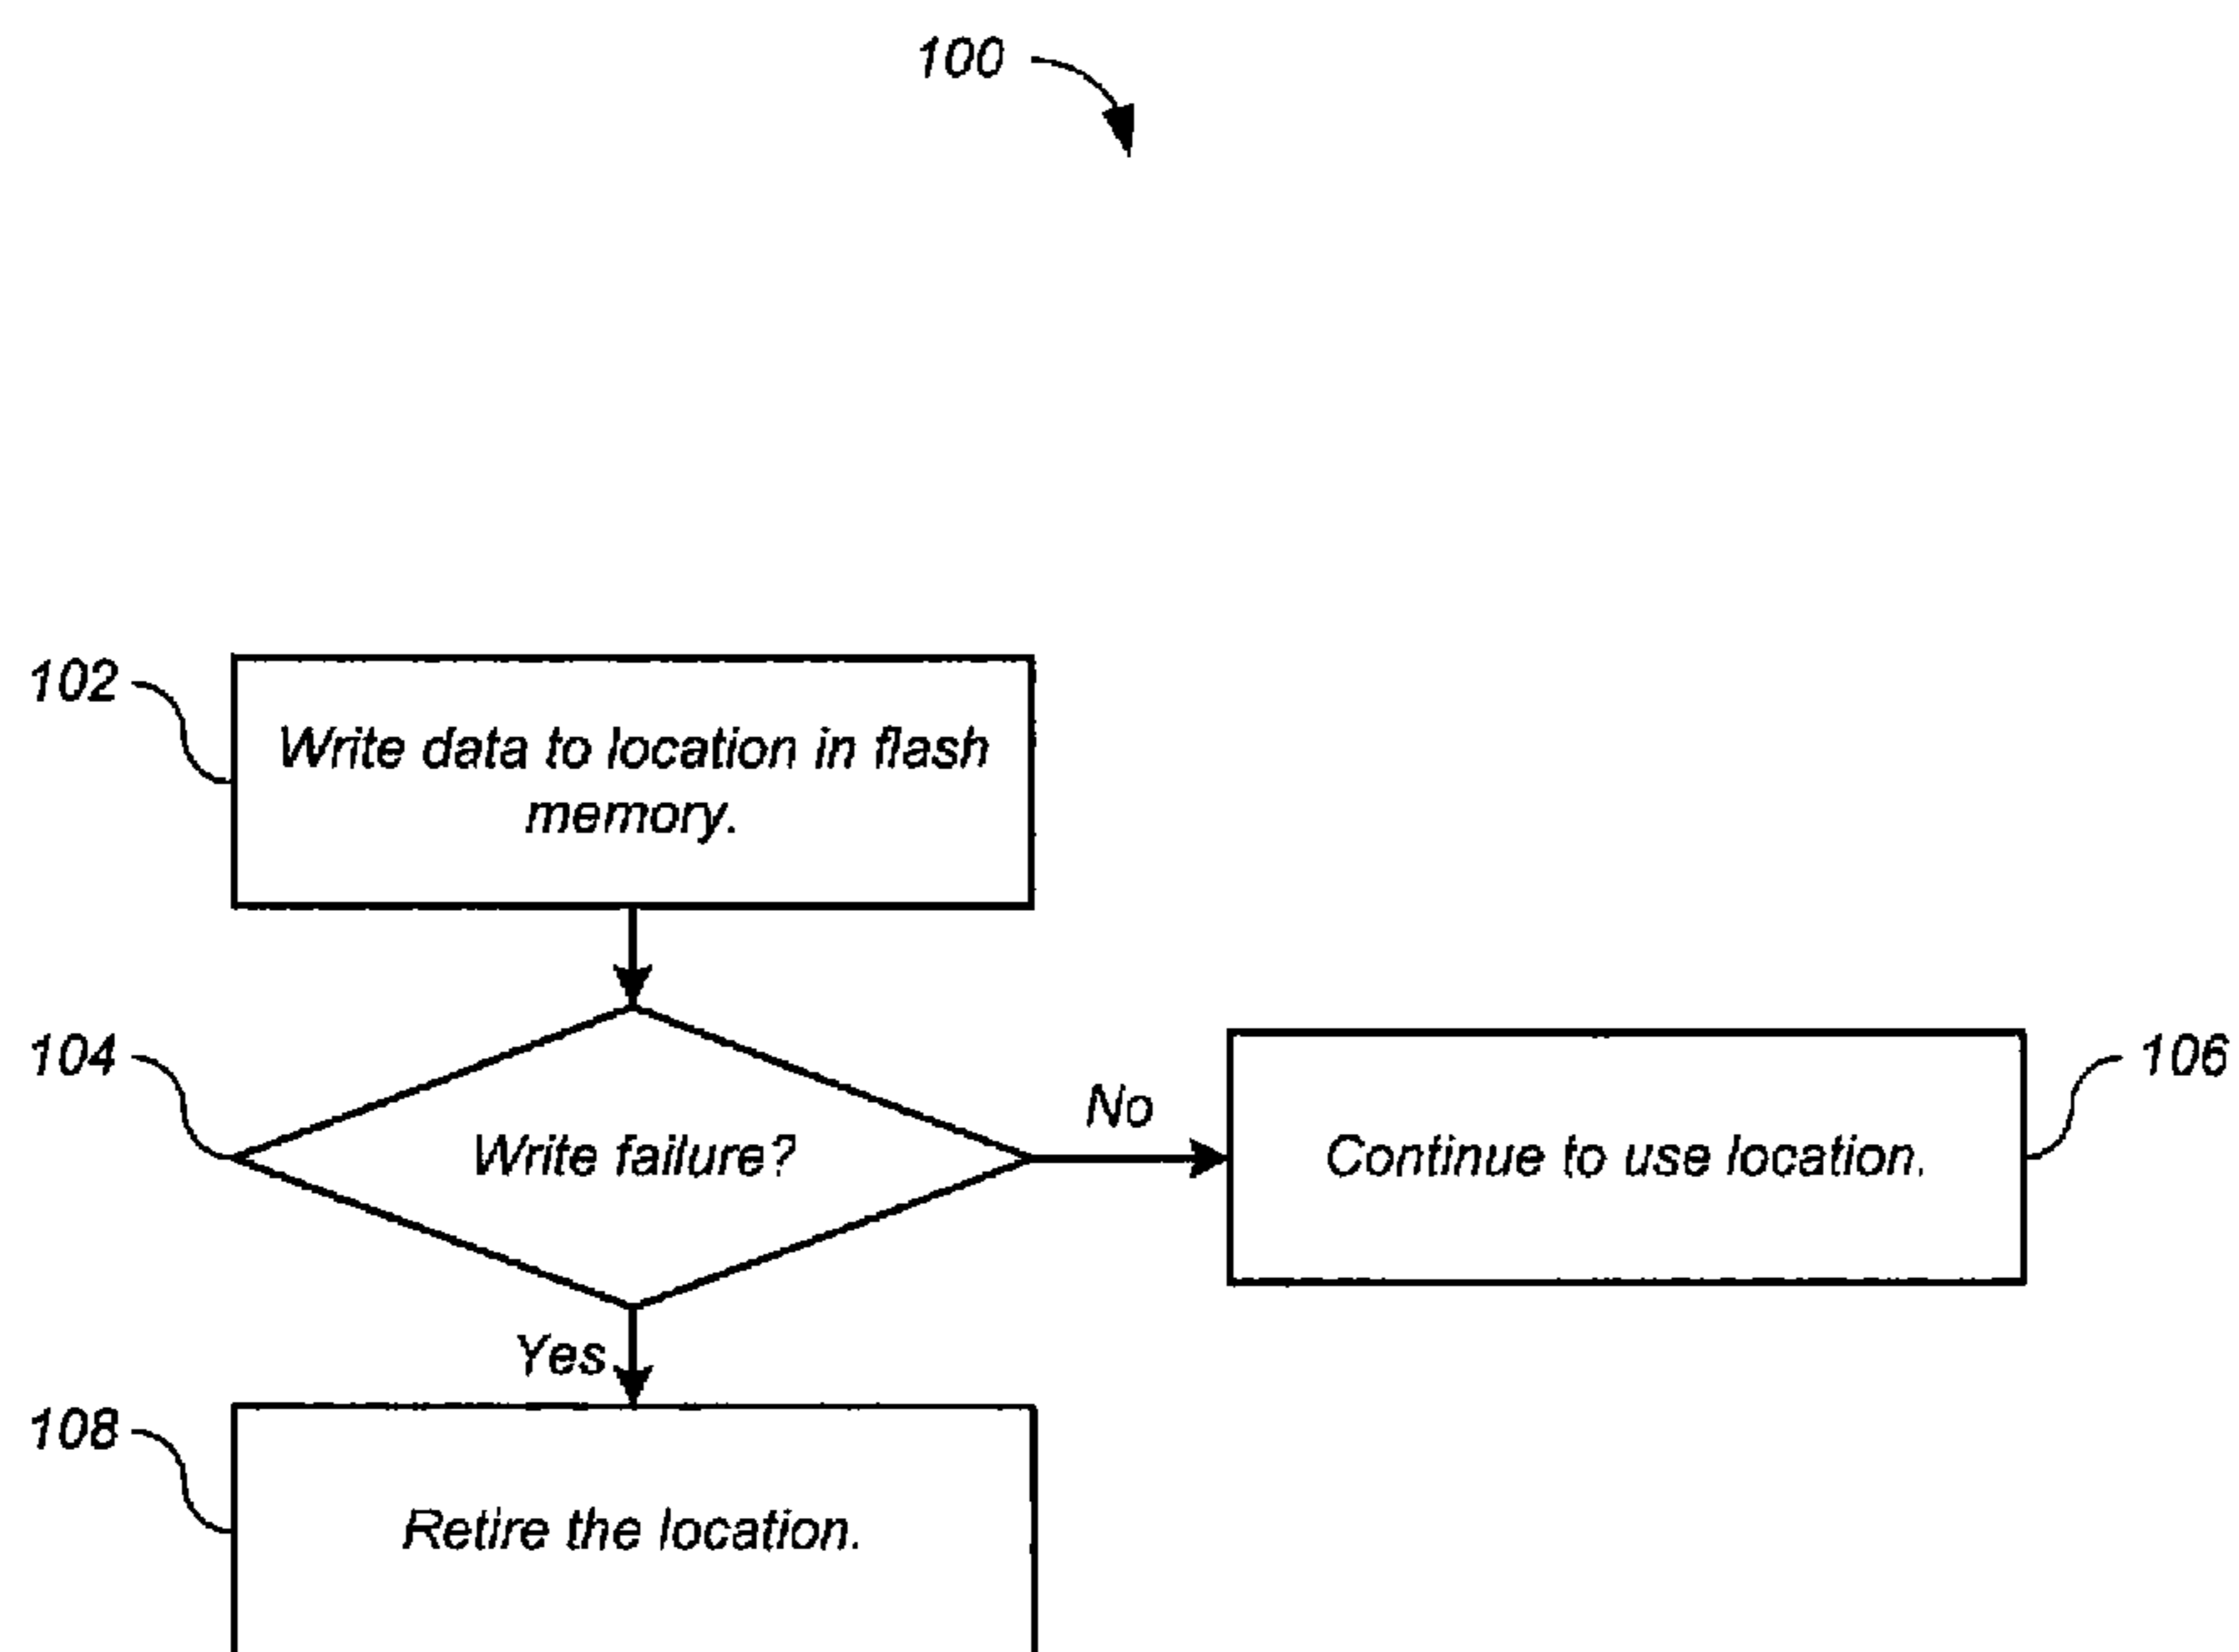 100
102
Write data to location in flash
memory.
104
Write failure?
No
Continue to use location.
106
Yes
108
Retire the location.